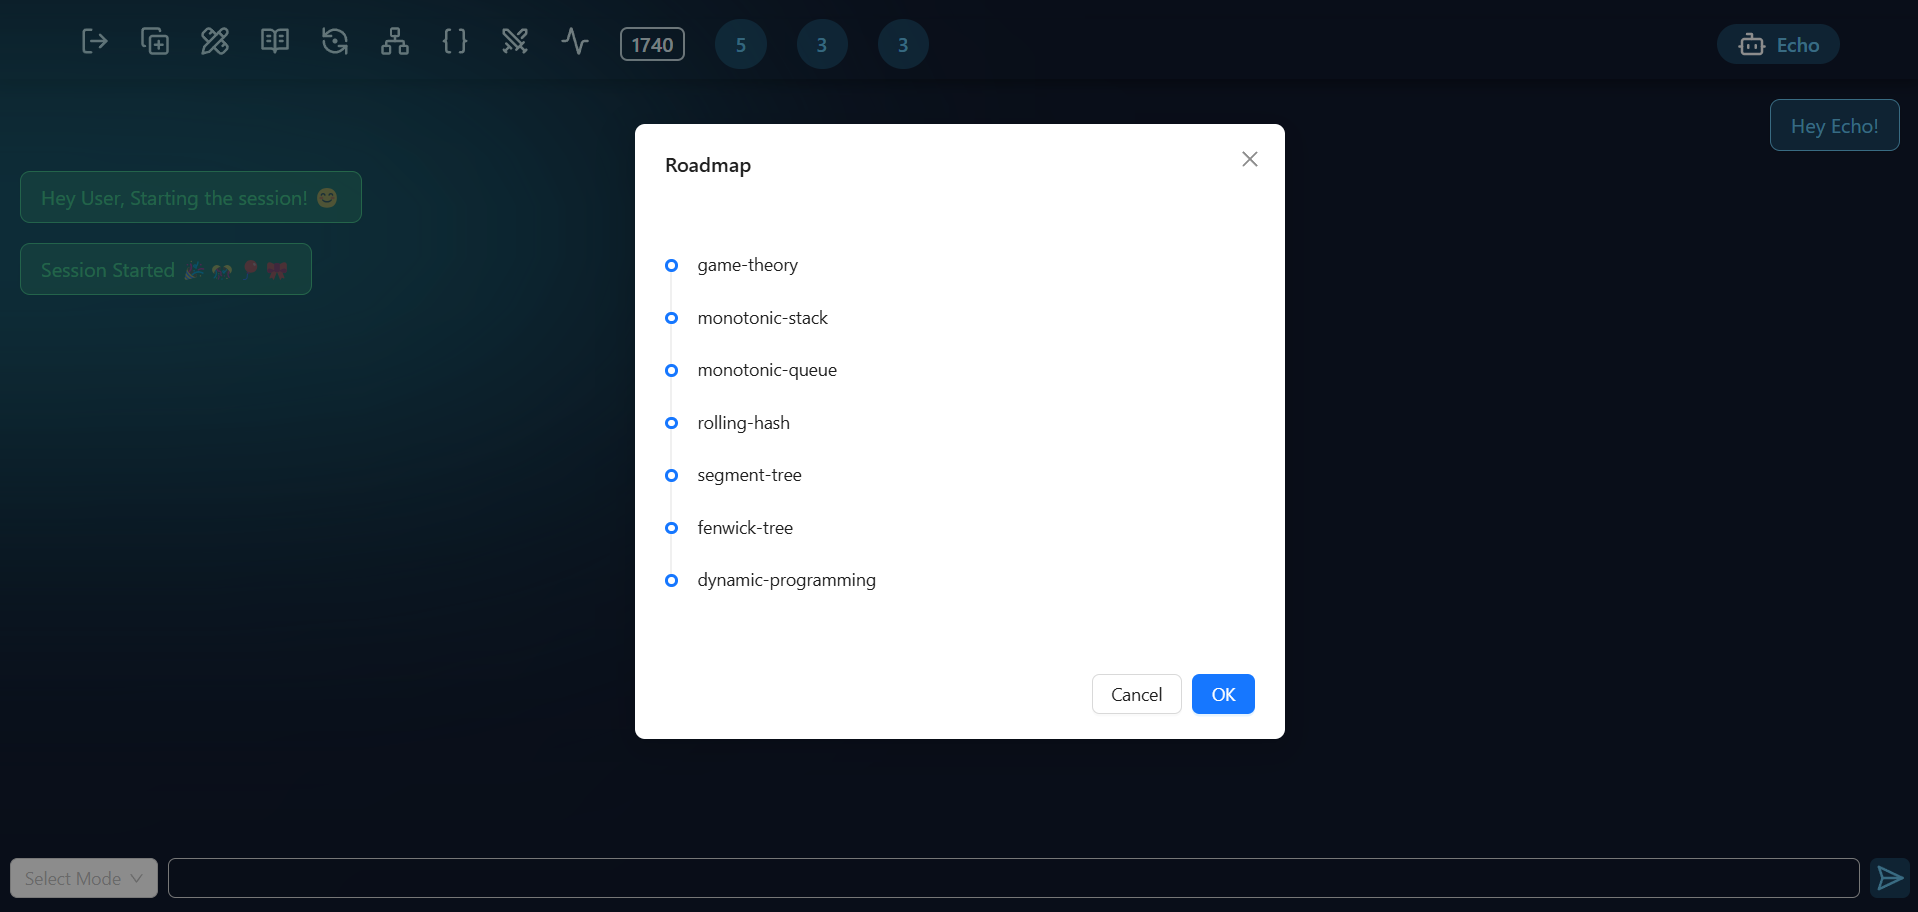 1740
5
3
3
Echo
Hey Echo!
Hey User, Starting the session! 😊
Session Started 🎉 🎊 🎈 🎀
Roadmap
game-theory
monotonic-stack
monotonic-queue
rolling-hash
segment-tree
fenwick-tree
dynamic-programming
Cancel
OK
Select Mode